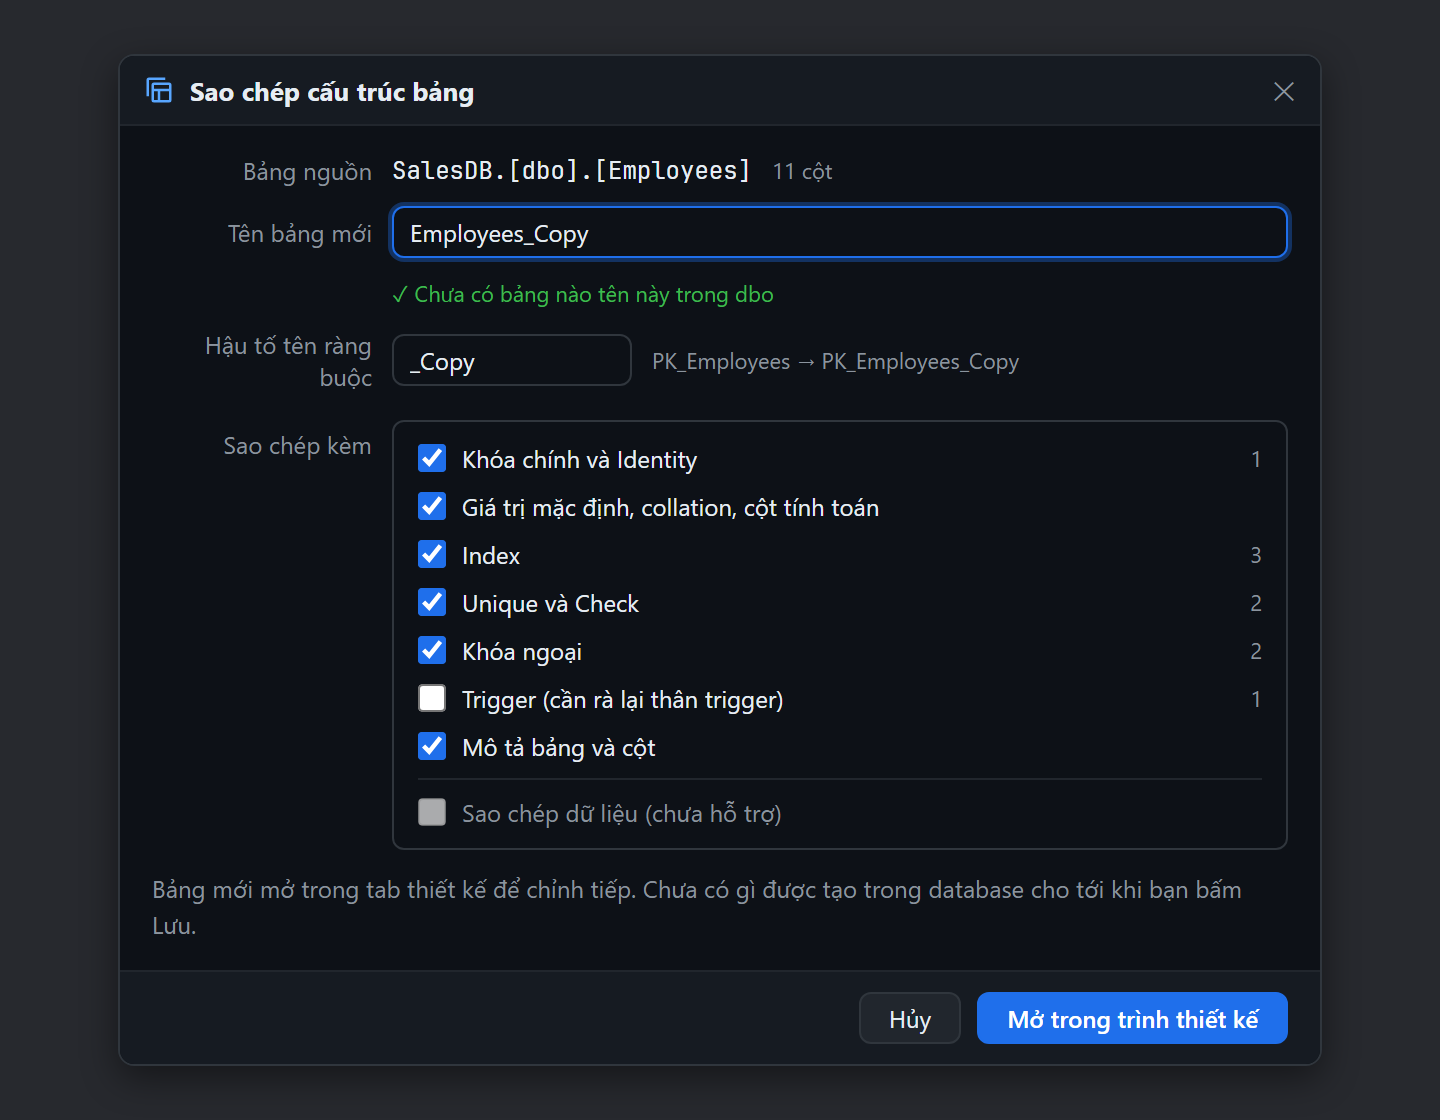 Sao chép cấu trúc bảng
Bảng nguồn SalesDB.[dbo].[Employees] 11 cột
Tên bảng mới Employees_Copy
✓ Chưa có bảng nào tên này trong dbo
Hậu tố tên ràng buộc _Copy PK_Employees → PK_Employees_Copy
Sao chép kèm
Khóa chính và Identity 1
Giá trị mặc định, collation, cột tính toán
Index 3
Unique và Check 2
Khóa ngoại 2
Trigger (cần rà lại thân trigger) 1
Mô tả bảng và cột
Sao chép dữ liệu (chưa hỗ trợ)
Bảng mới mở trong tab thiết kế để chỉnh tiếp. Chưa có gì được tạo trong database cho tới khi bạn bấm
Lưu.
Hủy Mở trong trình thiết kế